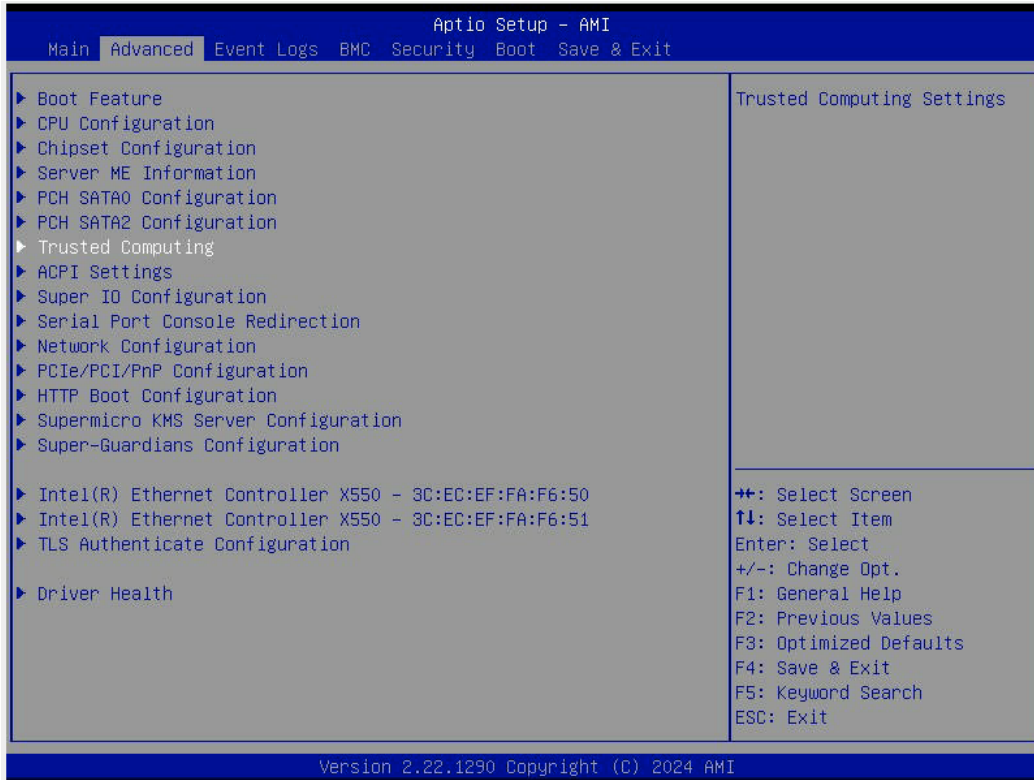 Aptio Setup – AMI
Main Advanced Event Logs BMC Security Boot Save & Exit
▶ Boot Feature
▶ CPU Configuration
▶ Chipset Configuration
▶ Server ME Information
▶ PCH SATA0 Configuration
▶ PCH SATA2 Configuration
▶ Trusted Computing
▶ ACPI Settings
▶ Super IO Configuration
▶ Serial Port Console Redirection
▶ Network Configuration
▶ PCIe/PCI/PnP Configuration
▶ HTTP Boot Configuration
▶ Supermicro KMS Server Configuration
▶ Super-Guardians Configuration
▶ Intel(R) Ethernet Controller X550 - 3C:EC:EF:FA:F6:50
▶ Intel(R) Ethernet Controller X550 - 3C:EC:EF:FA:F6:51
▶ TLS Authenticate Configuration
▶ Driver Health
Trusted Computing Settings
→←: Select Screen
↑↓: Select Item
Enter: Select
+/-: Change Opt.
F1: General Help
F2: Previous Values
F3: Optimized Defaults
F4: Save & Exit
F5: Keyword Search
ESC: Exit
Version 2.22.1290 Copyright (C) 2024 AMI